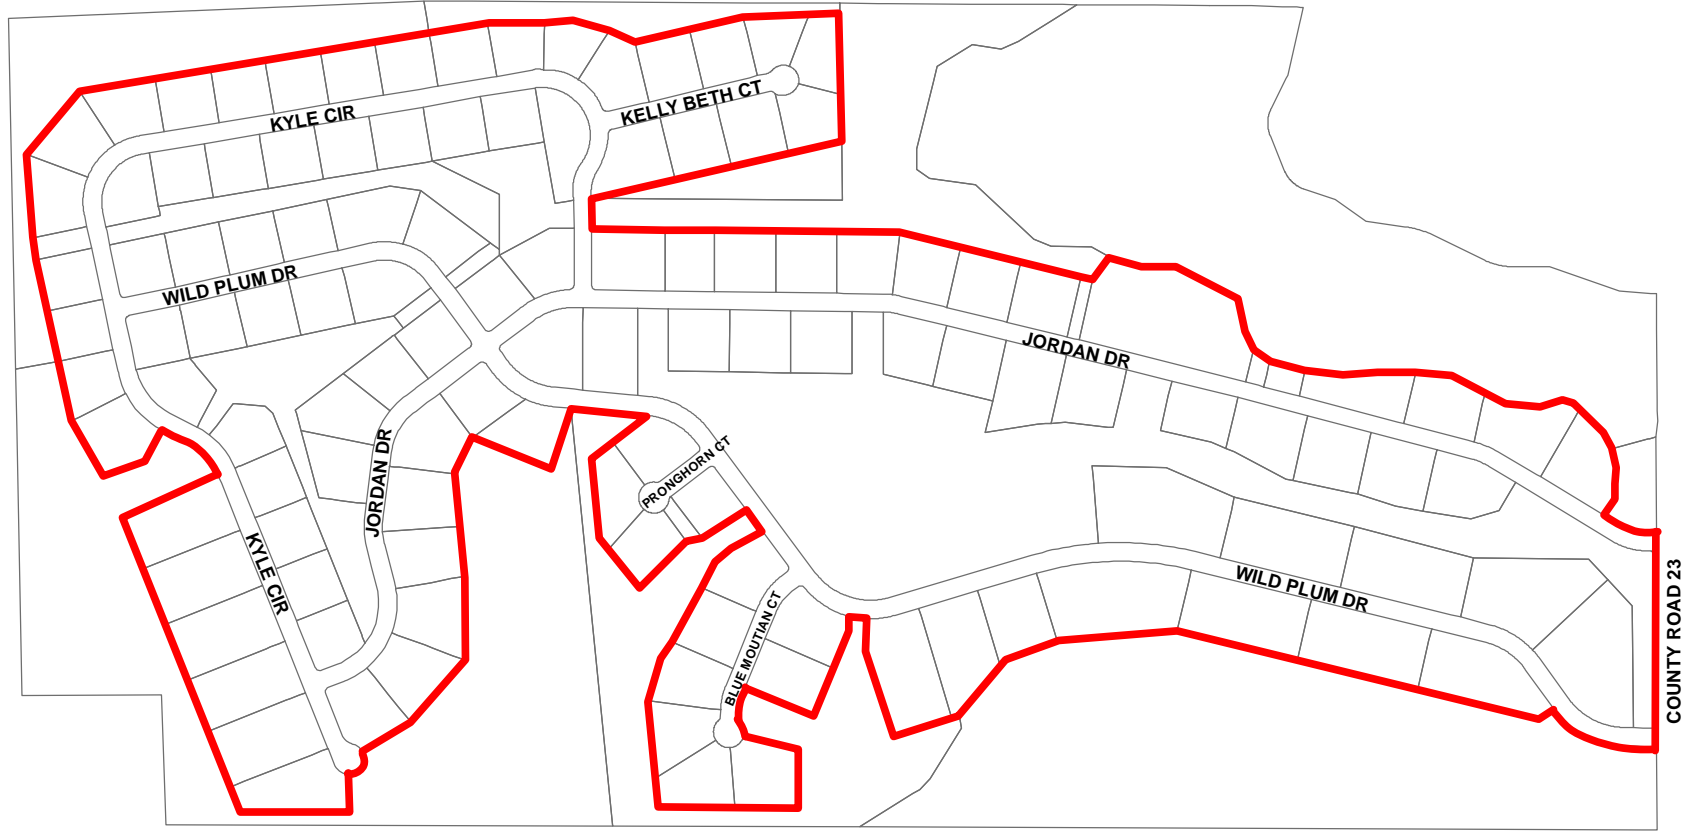 KYLE CIR
KELLY BETH CT
WILD PLUM DR
JORDAN DR
JORDAN DR
PRONGHORN CT
KYLE CIR
WILD PLUM DR
BLUE MOUTIAN CT
COUNTY ROAD 23